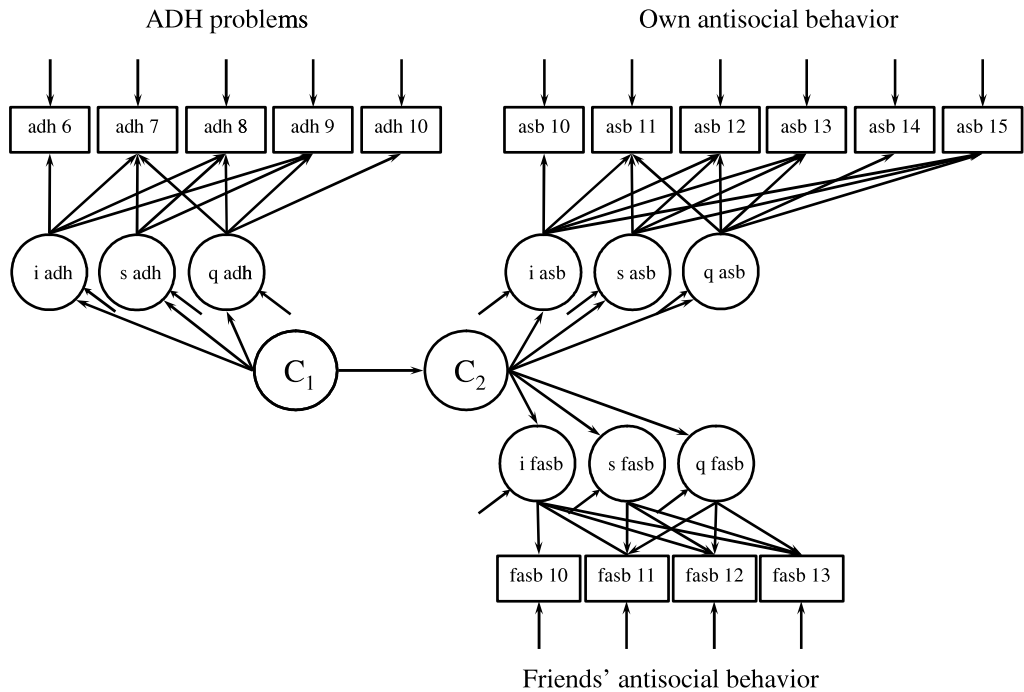 ADH problems
Own antisocial behavior
adh 6 adh 7 adh 8 adh 9 adh 10
asb 10 asb 11 asb 12 asb 13 asb 14 asb 15
i adh s adh q adh
i asb s asb q asb
C1 C2
i fasb s fasb q fasb
fasb 10 fasb 11 fasb 12 fasb 13
Friends’ antisocial behavior